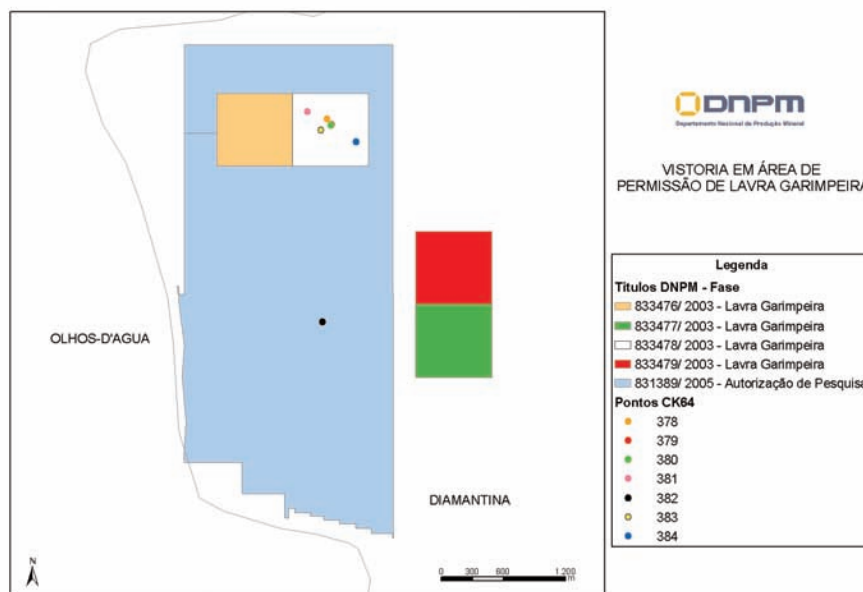 OLHOS-D'AGUA
DIAMANTINA
N
0 300 600 1.200
m
DNPM
Departamento Nacional de Produção Mineral
VISTORIA EM ÁREA DE
PERMISSÃO DE LAVRA GARIMPEIRA
Legenda
Títulos DNPM - Fase
833476/ 2003 - Lavra Garimpeira
833477/ 2003 - Lavra Garimpeira
833478/ 2003 - Lavra Garimpeira
833479/ 2003 - Lavra Garimpeira
831389/ 2005 - Autorização de Pesquisa
Pontos CK64
378
379
380
381
382
383
384